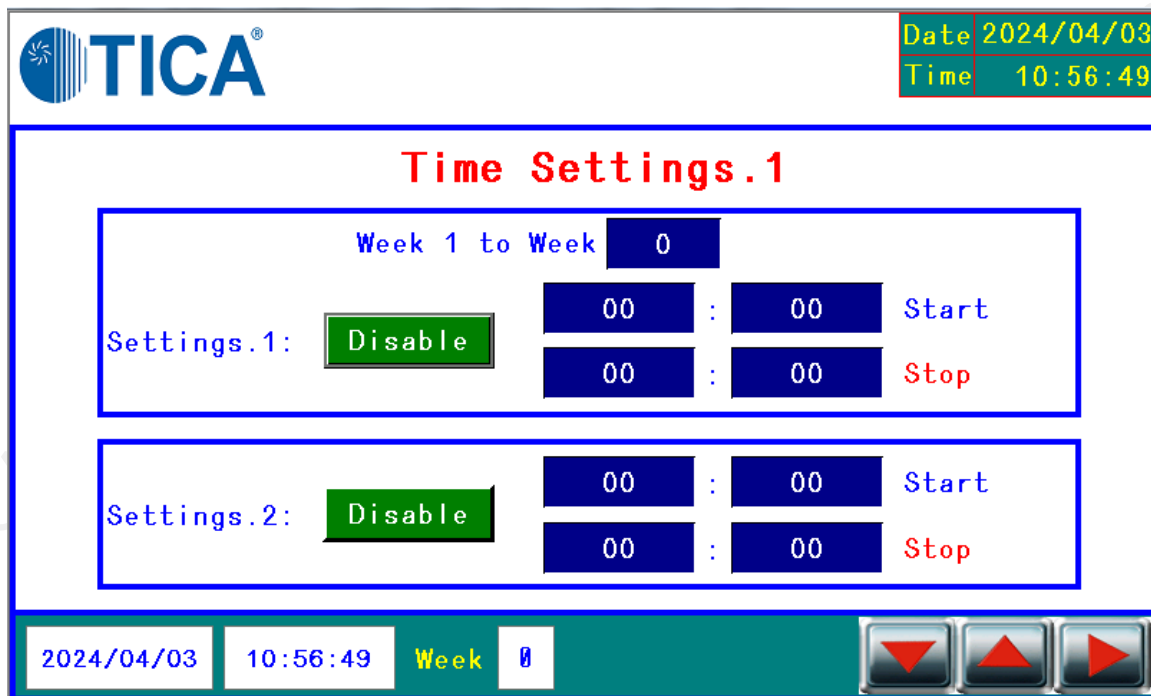 TICA®
Date 2024/04/03
Time 10:56:49
Time Settings.1
Week 1 to Week 0
00 : 00 Start
Settings.1: Disable
00 : 00 Stop
00 : 00 Start
Settings.2: Disable
00 : 00 Stop
2024/04/03 10:56:49 Week 0